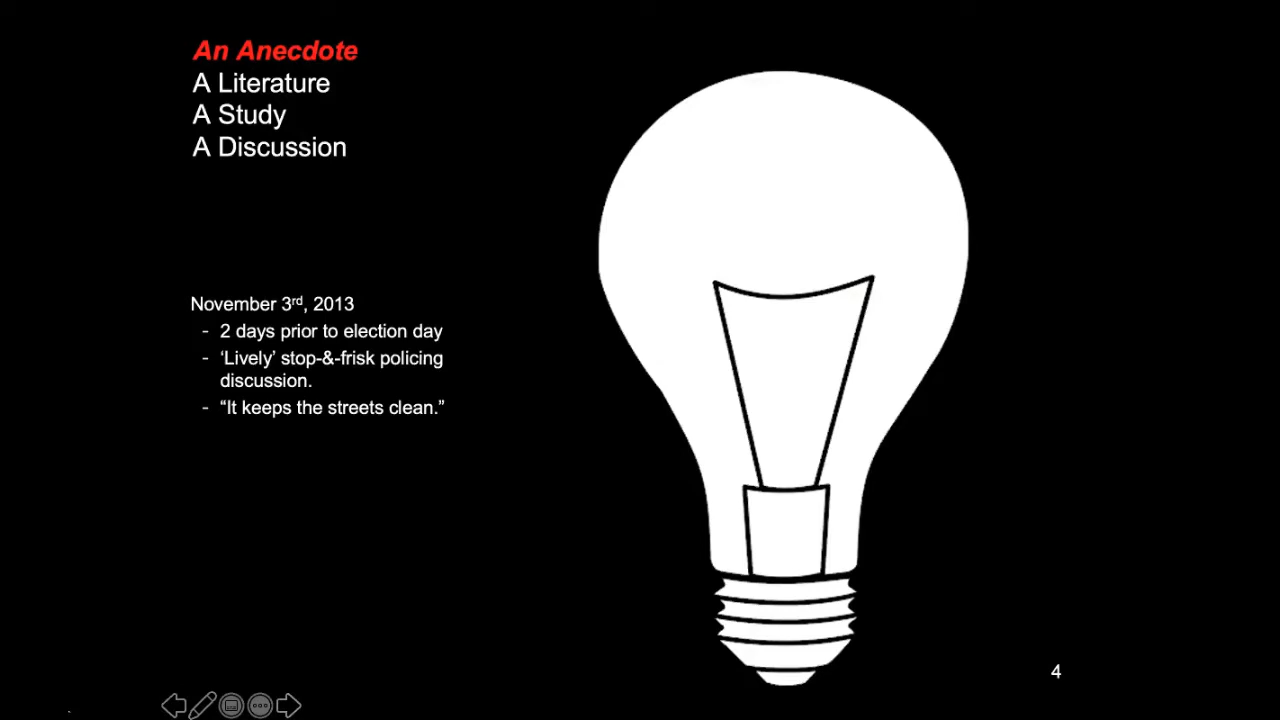 An Anecdote
A Literature
A Study
A Discussion
November 3rd, 2013
- 2 days prior to election day
- ‘Lively’ stop-&-frisk policing
discussion.
- “It keeps the streets clean.”
4